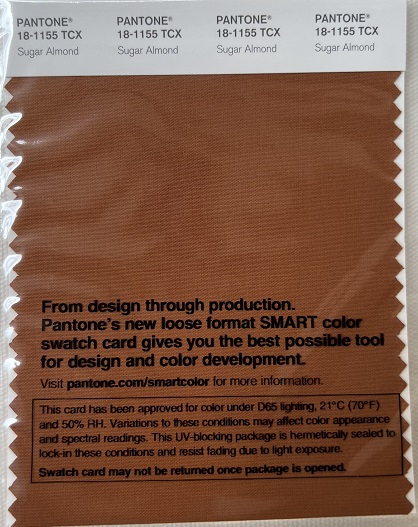 PANTONE® PANTONE® PANTONE® PANTONE®
18-1155 TCX 18-1155 TCX 18-1155 TCX 18-1155 TCX
Sugar Almond Sugar Almond Sugar Almond Sugar Almond
From design through production.
Pantone's new loose format SMART color
swatch card gives you the best possible tool
for design and color development.
Visit pantone.com/smartcolor for more information.
This card has been approved for color under D65 lighting, 21°C (70°F)
and 50% RH. Variations to these conditions may affect color appearance
and spectral readings. This UV-blocking package is hermetically sealed to
lock-in these conditions and resist fading due to light exposure.
Swatch card may not be returned once package is opened.